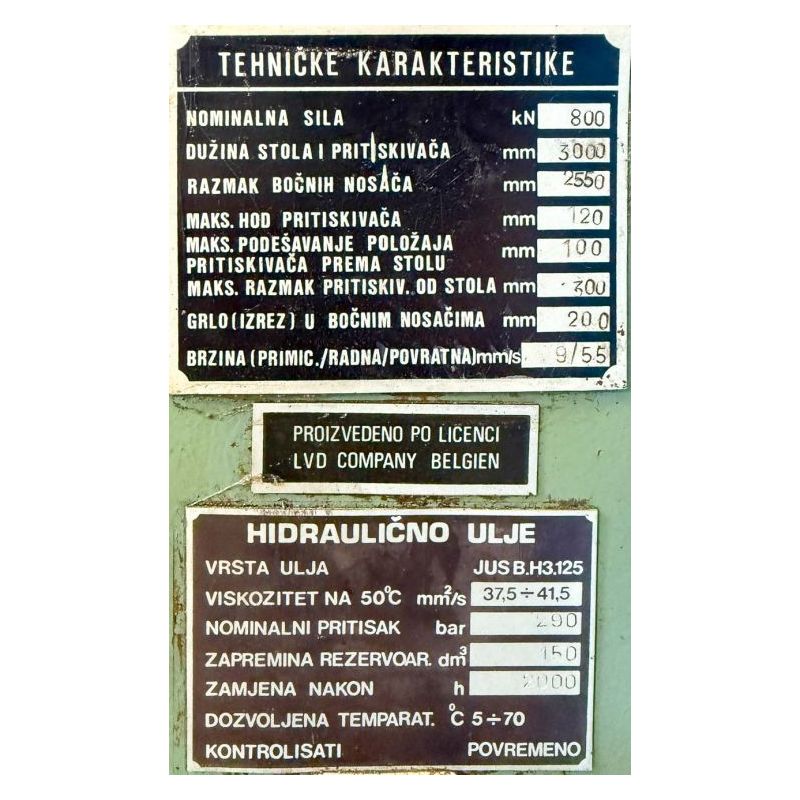 TEHNIČKE KARAKTERISTIKE
NOMINALNA SILA kN 800
DUŽINA STOLA I PRITISKIVAČA mm 3000
RAZMAK BOČNIH NOSAČA mm 2550
MAKS. HOD PRITISKIVAČA mm 120
MAKS. PODEŠAVANJE POLOŽAJA
PRITISKIVAČA PREMA STOLU mm 100
MAKS. RAZMAK PRITISKIV. OD STOLA mm 300
GRLO (IZREZ) U BOČNIM NOSAČIMA mm 200
BRZINA (PRIMIC./RADNA/POVRATNA) mm/s 9/55
PROIZVEDENO PO LICENCI
LVD COMPANY BELGIEN
HIDRAULIČNO ULJE
VRSTA ULJA JUS B.H3.125
VISKOZITET NA 50°C mm²/s 37,5÷41,5
NOMINALNI PRITISAK bar 290
ZAPREMINA REZERVOAR. dm³ 150
ZAMJENA NAKON h 2000
DOZVOLJENA TEMPARAT. °C 5÷70
KONTROLISATI POVREMENO